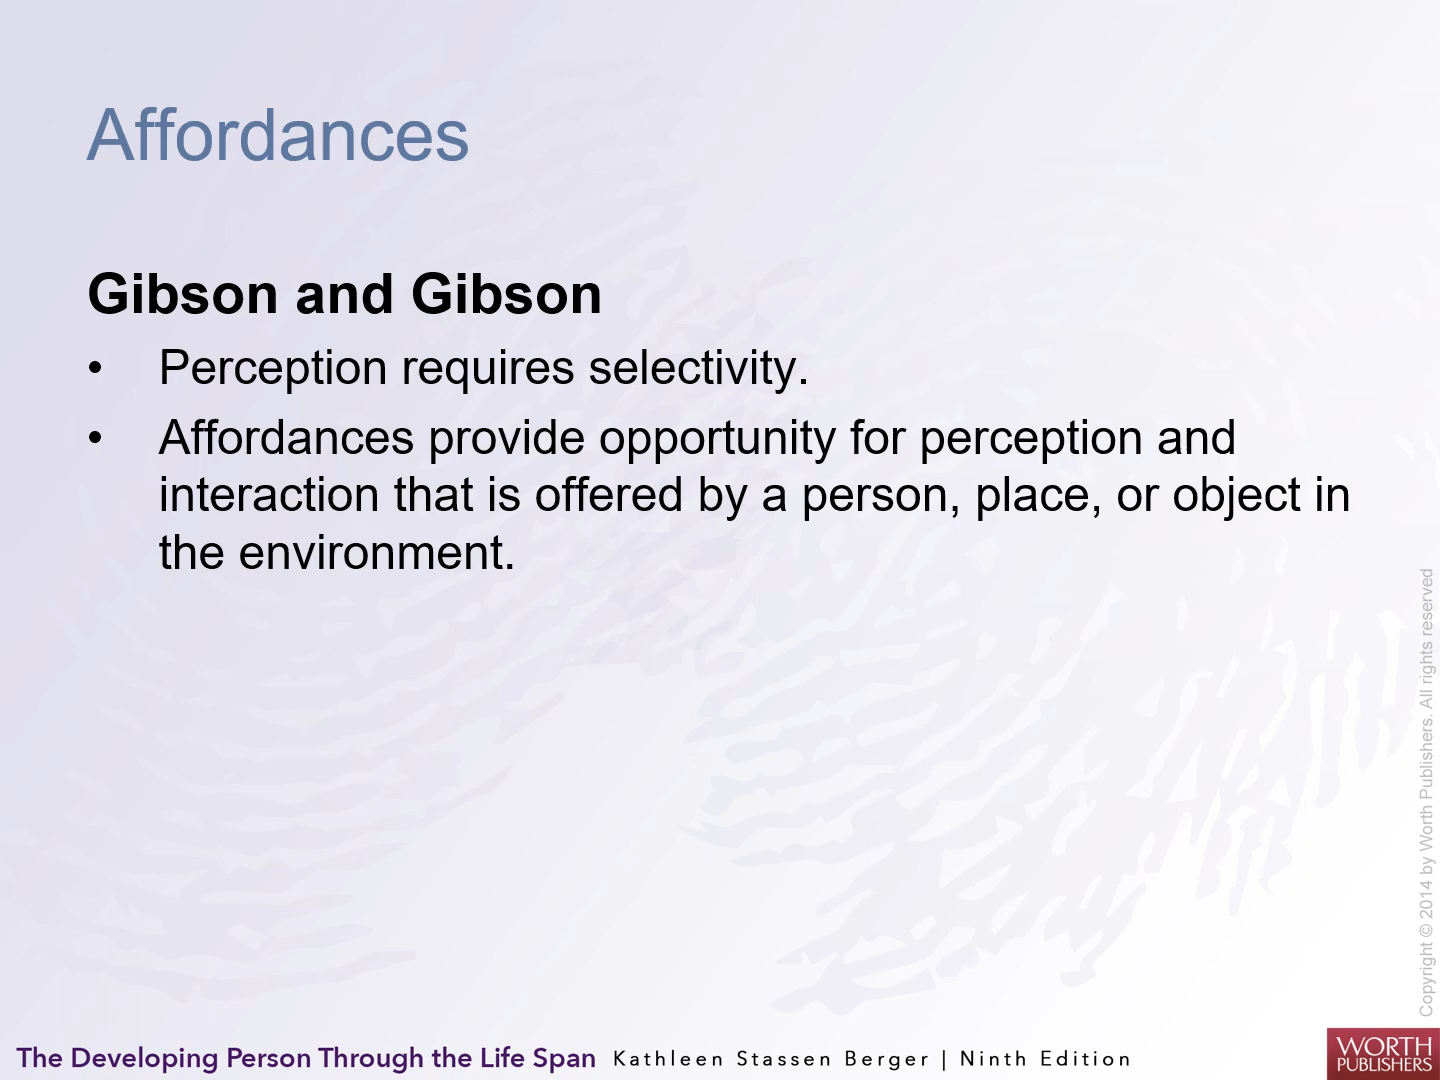 Affordances
Gibson and Gibson
• Perception requires selectivity.
• Affordances provide opportunity for perception and
interaction that is offered by a person, place, or object in
the environment.
Copyright © 2014 by Worth Publishers. All rights reserved
The Developing Person Through the Life Span Kathleen Stassen Berger | Ninth Edition
WORTH
PUBLISHERS